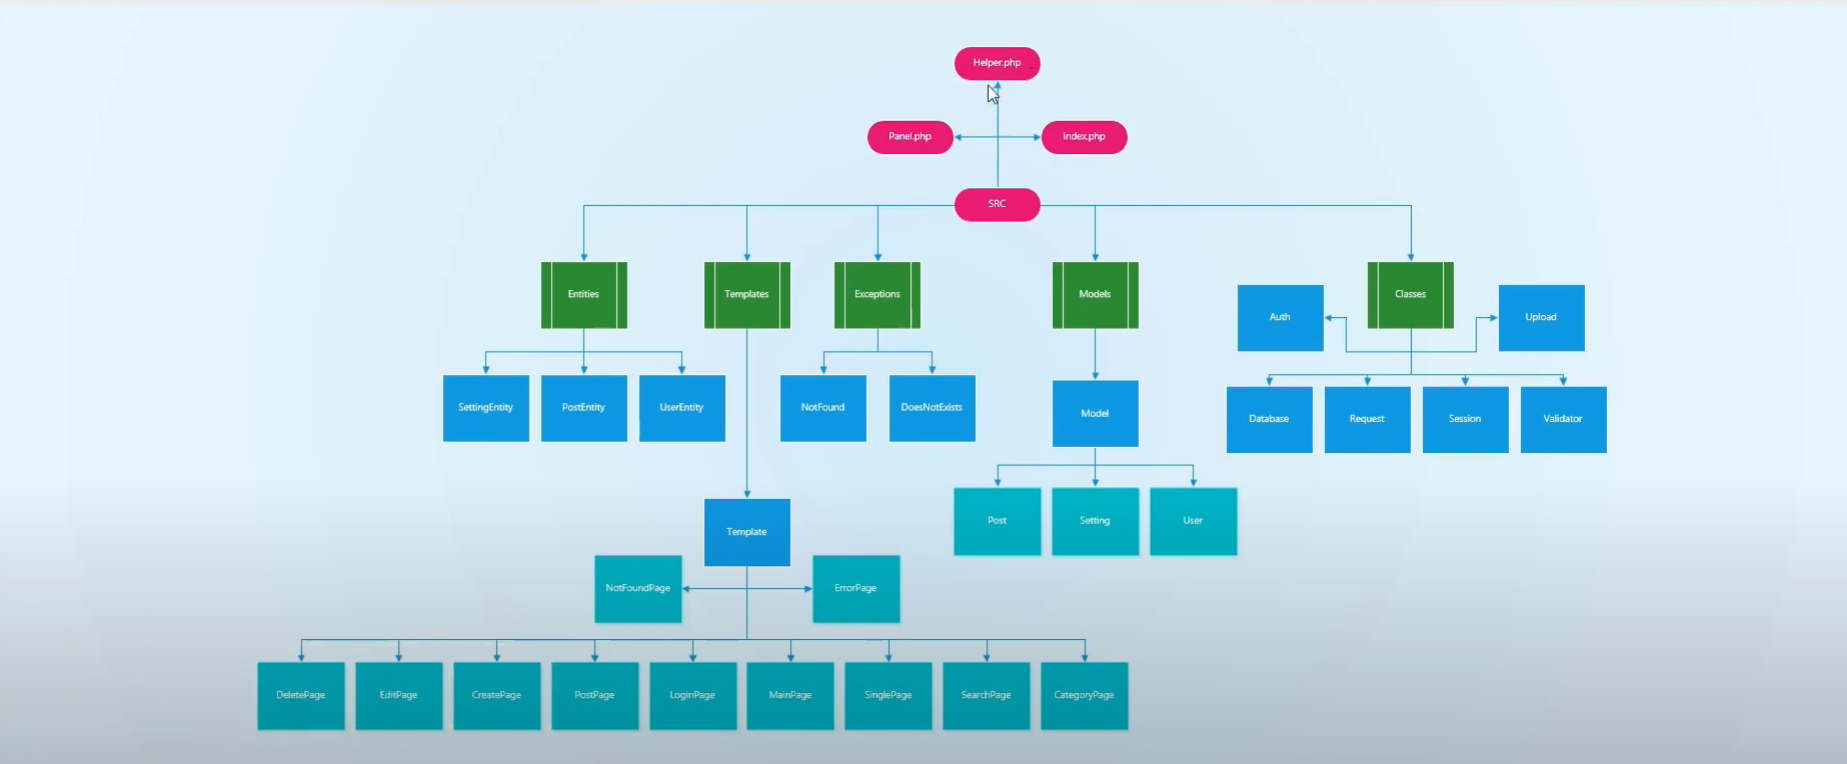 Helper.php
Panel.php
Index.php
SRC
Entities
Templates
Exceptions
Models
Classes
Auth
Upload
SettingEntity
PostEntity
UserEntity
NotFound
DoesNotExists
Model
Database
Request
Session
Validator
Post
Setting
User
Template
NotFoundPage
ErrorPage
DeletePage
EditPage
CreatePage
PostPage
LoginPage
MainPage
SinglePage
SearchPage
CategoryPage